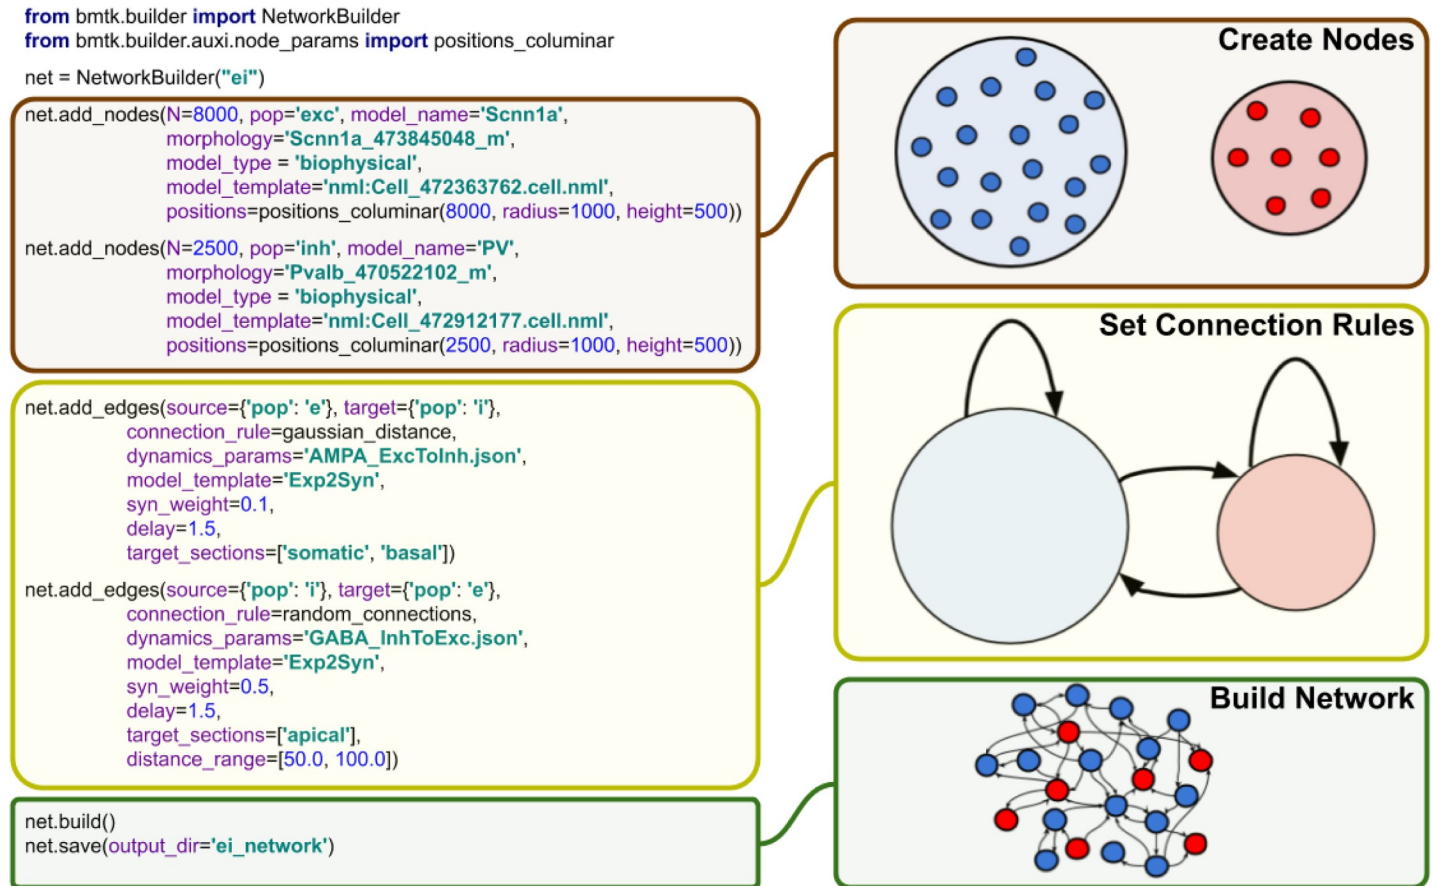 from bmtk.builder import NetworkBuilder
from bmtk.builder.auxi.node_params import positions_columinar
net = NetworkBuilder("ei")
net.add_nodes(N=8000, pop='exc', model_name='Scnn1a',
morphology='Scnn1a_473845048_m',
model_type = 'biophysical',
model_template='nml:Cell_472363762.cell.nml',
positions=positions_columinar(8000, radius=1000, height=500))
net.add_nodes(N=2500, pop='inh', model_name='PV',
morphology='Pvalb_470522102_m',
model_type = 'biophysical',
model_template='nml:Cell_472912177.cell.nml',
positions=positions_columinar(2500, radius=1000, height=500))
net.add_edges(source={'pop': 'e'}, target={'pop': 'i'},
connection_rule=gaussian_distance,
dynamics_params='AMPA_ExcToInh.json',
model_template='Exp2Syn',
syn_weight=0.1,
delay=1.5,
target_sections=['somatic', 'basal'])
net.add_edges(source={'pop': 'i'}, target={'pop': 'e'},
connection_rule=random_connections,
dynamics_params='GABA_InhToExc.json',
model_template='Exp2Syn',
syn_weight=0.5,
delay=1.5,
target_sections=['apical'],
distance_range=[50.0, 100.0])
net.build()
net.save(output_dir='ei_network')
Create Nodes
Set Connection Rules
Build Network